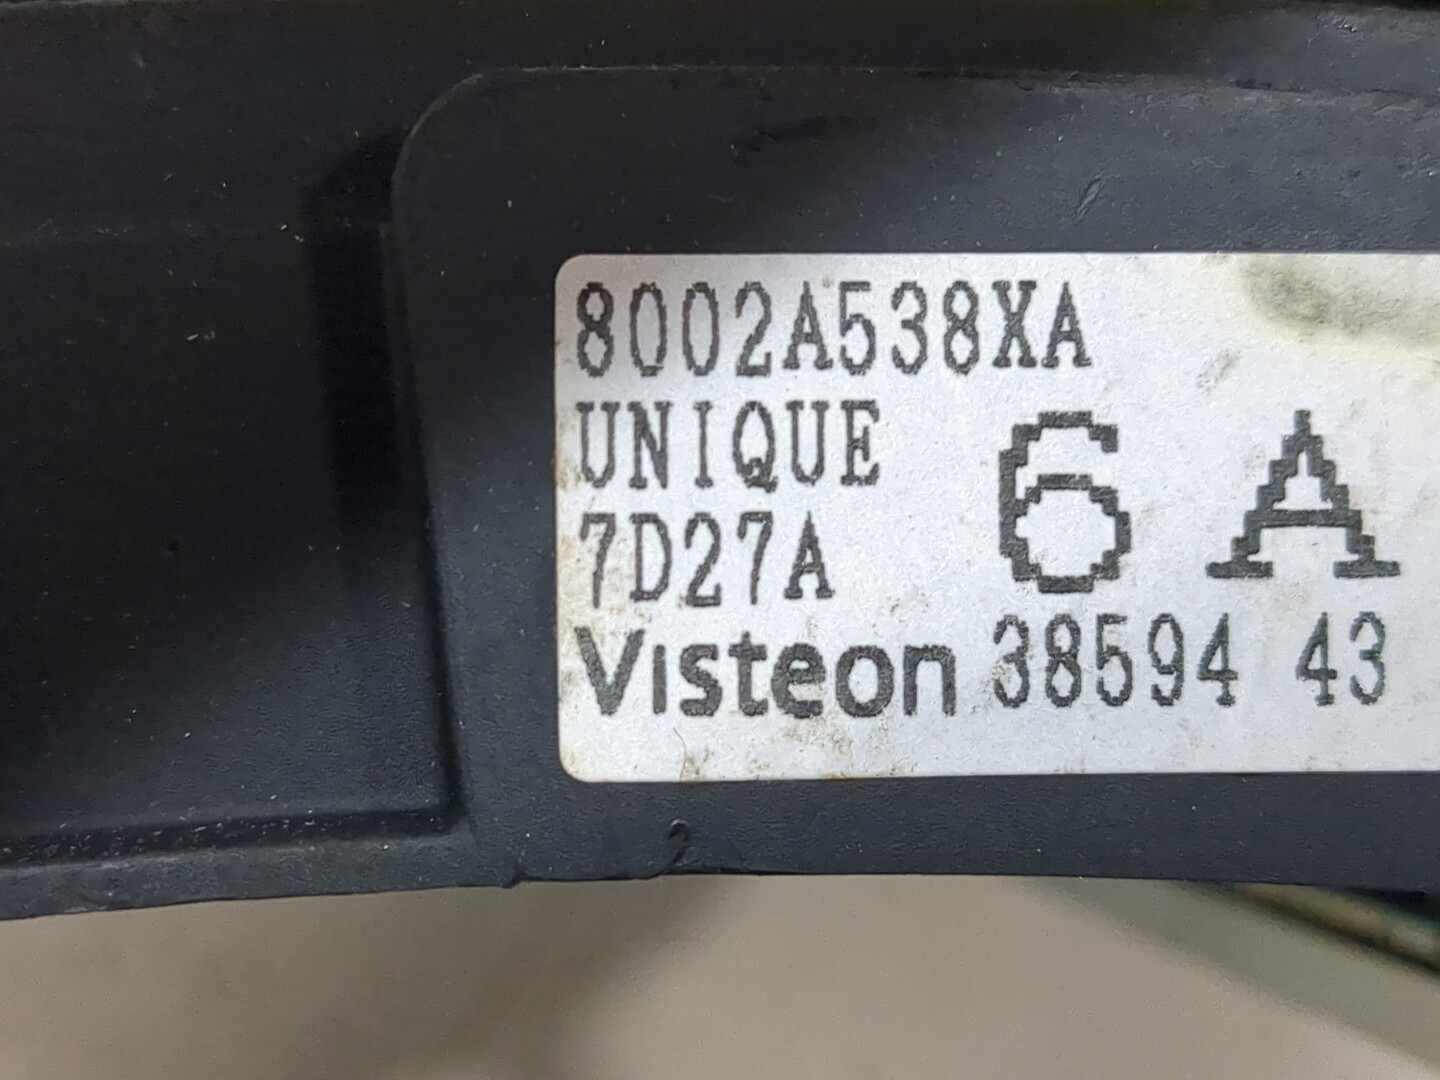 8002A538XA
UNIQUE
7D27A
6 A
Visteon 38594 43